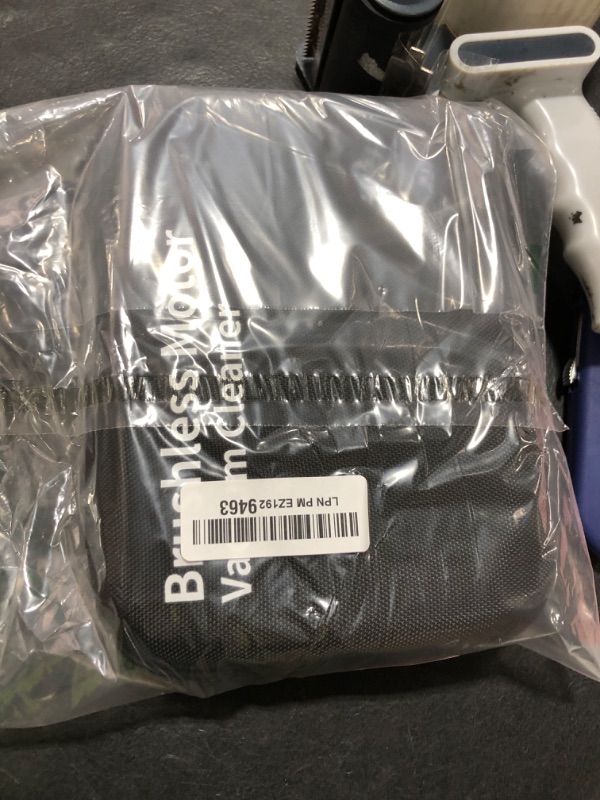 Brushless Motor
Vacuum Cleaner
LPN PM EZ192 9463